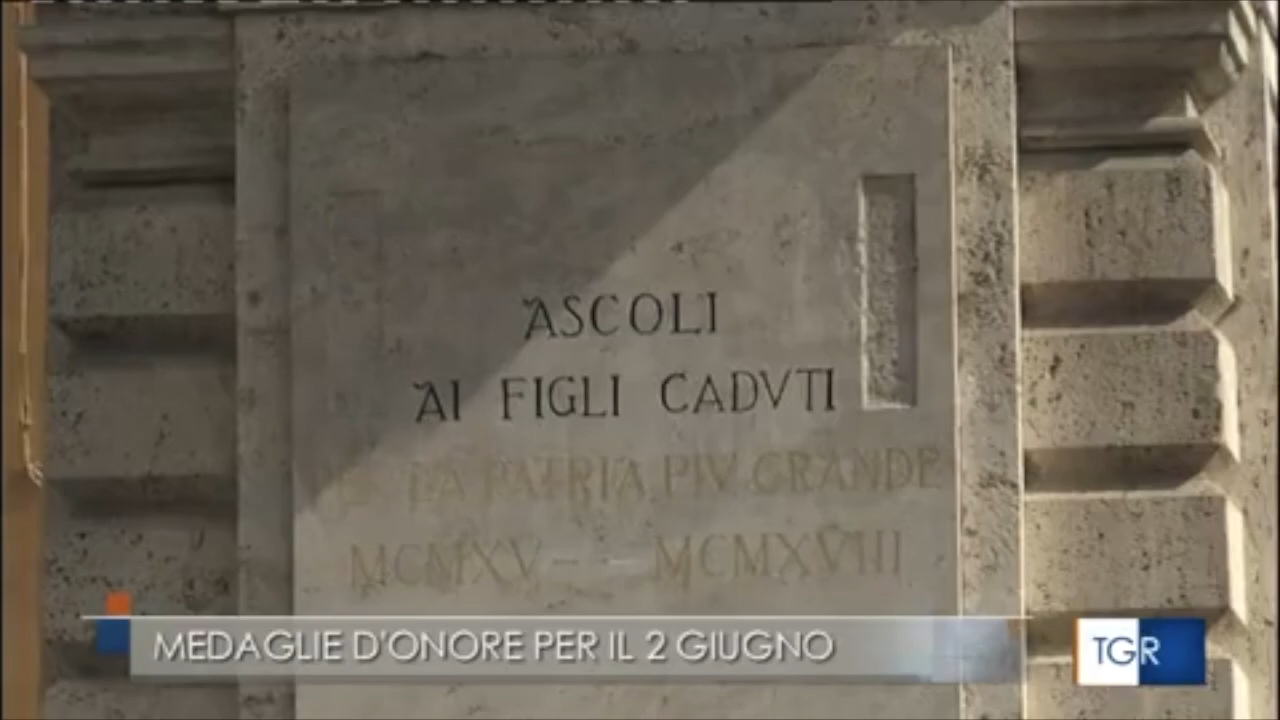 ASCOLI
AI FIGLI CADVTI
LA PATRIA PIV GRANDE
MCMXV - - MCMXVIII
MEDAGLIE D'ONORE PER IL 2 GIUGNO
TGR